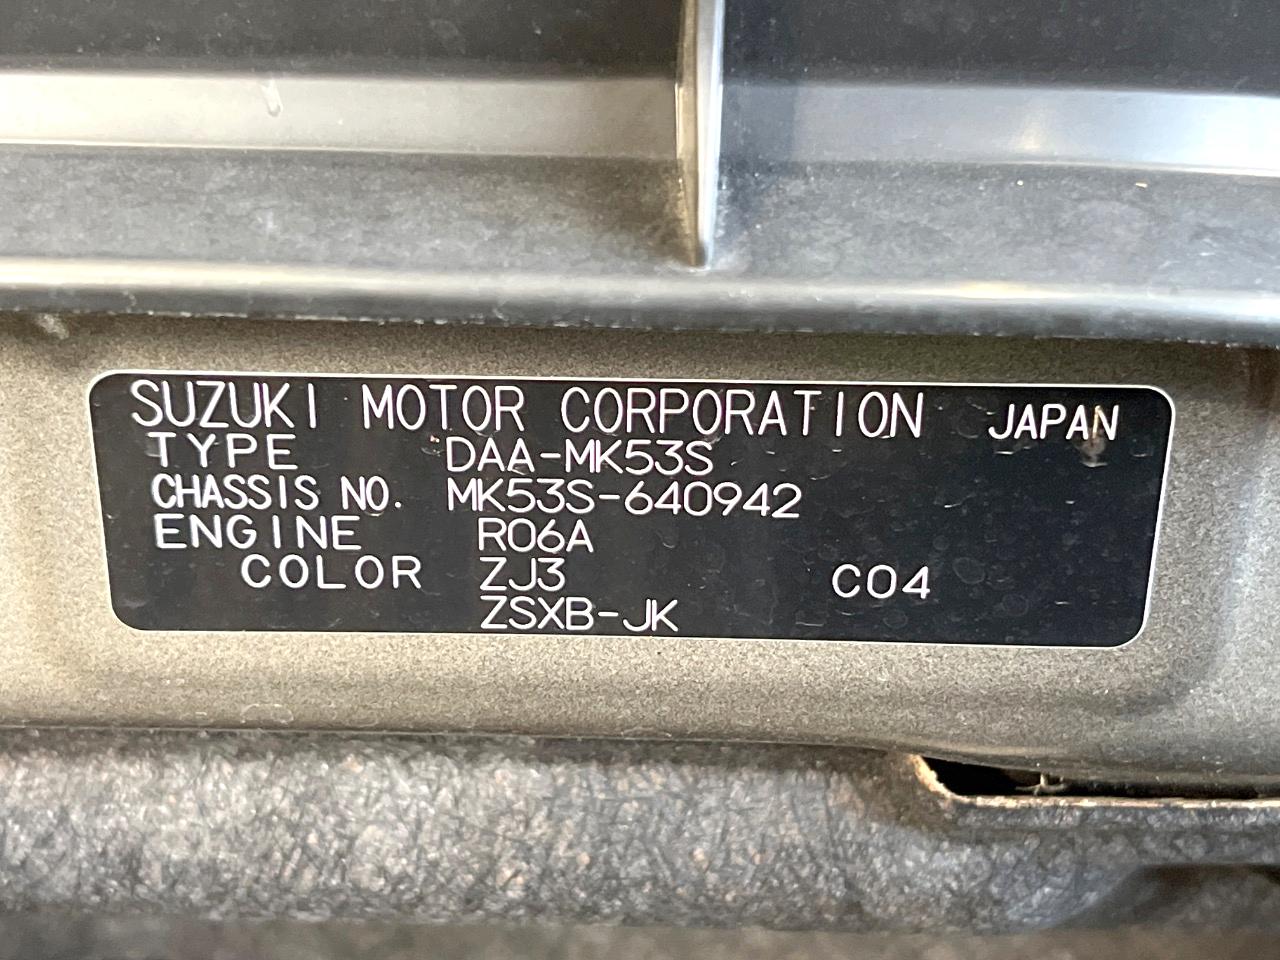 SUZUKI MOTOR CORPORATION JAPAN
TYPE DAA-MK53S
CHASSIS NO. MK53S-640942
ENGINE R06A
COLOR ZJ3 C04
ZSXB-JK